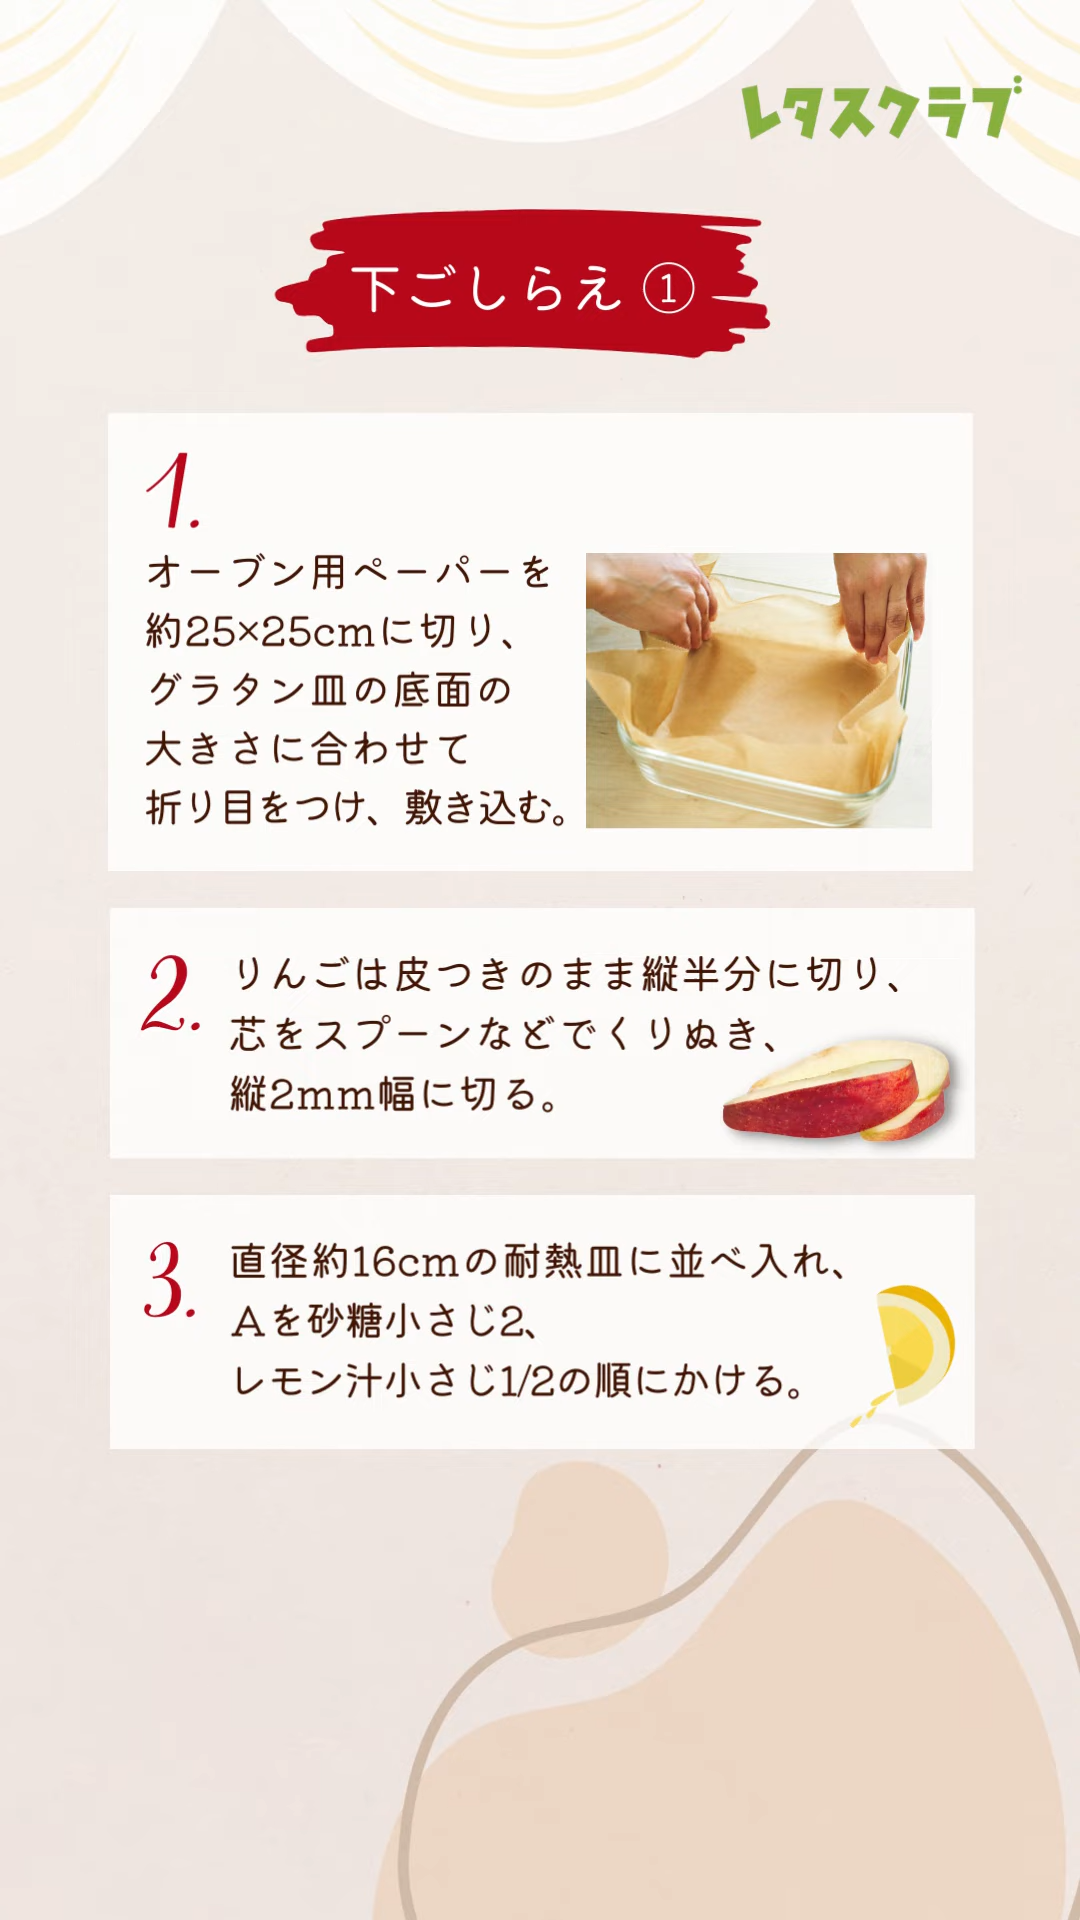 レタスクラブ
下ごしらえ ①
1.
オーブン用ペーパーを
約25×25cmに切り、
グラタン皿の底面の
大きさに合わせて
折り目をつけ、敷き込む。
2.
りんごは皮つきのまま縦半分に切り、
芯をスプーンなどでくりぬき、
縦2mm幅に切る。
3.
直径約16cmの耐熱皿に並べ入れ、
Aを砂糖小さじ2、
レモン汁小さじ1/2の順にかける。